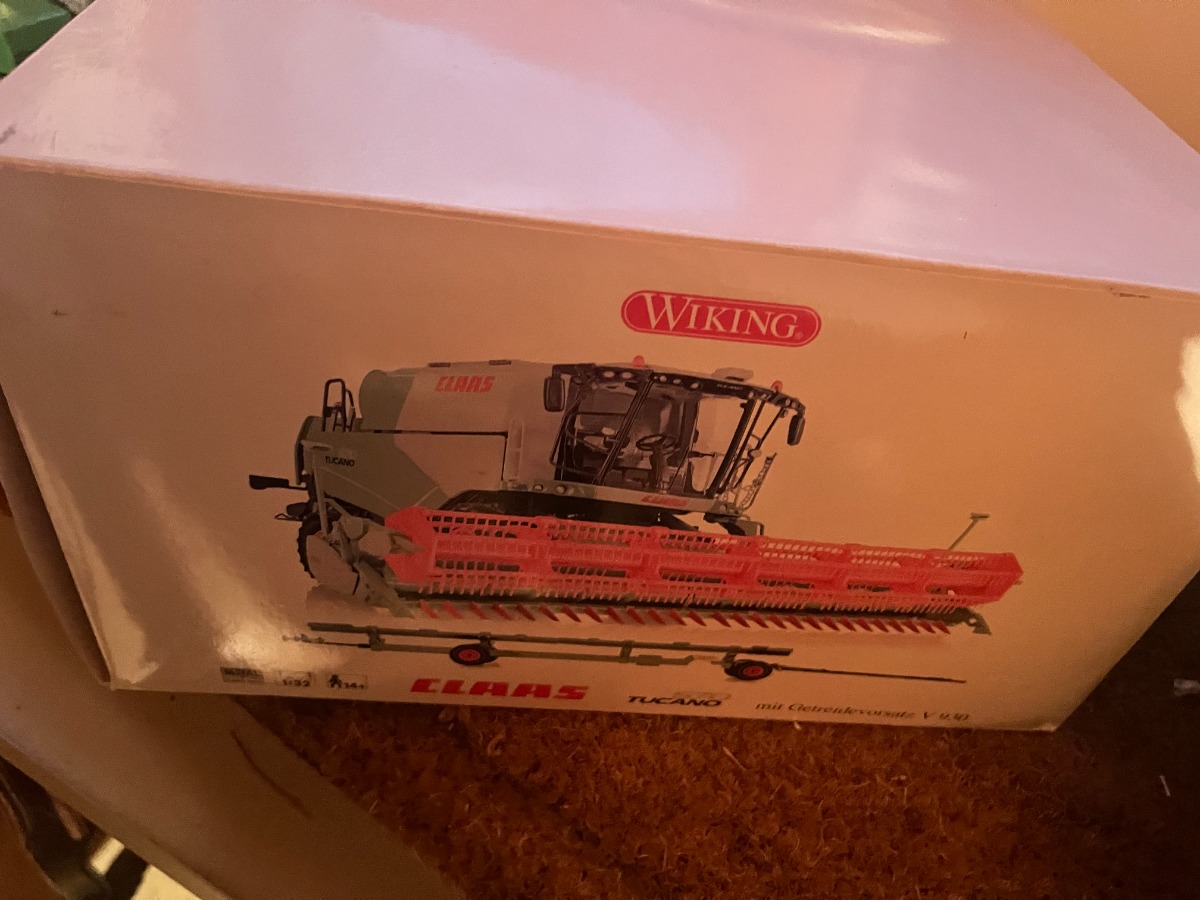 WIKING
CLAAS
TUCANO
CLAAS
1:32
14+
CLAAS
TUCANO
mit Getreidevorsatz V 930